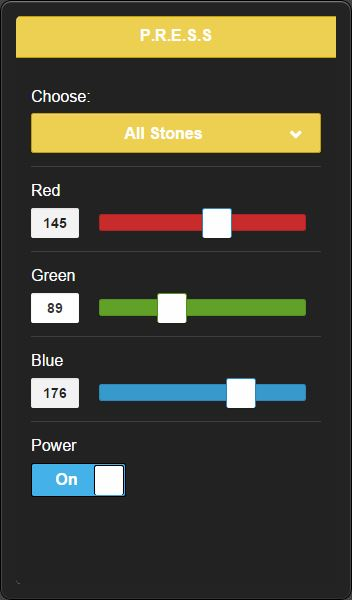 P.R.E.S.S
Choose:
All Stones
Red
145
Green
89
Blue
176
Power
On